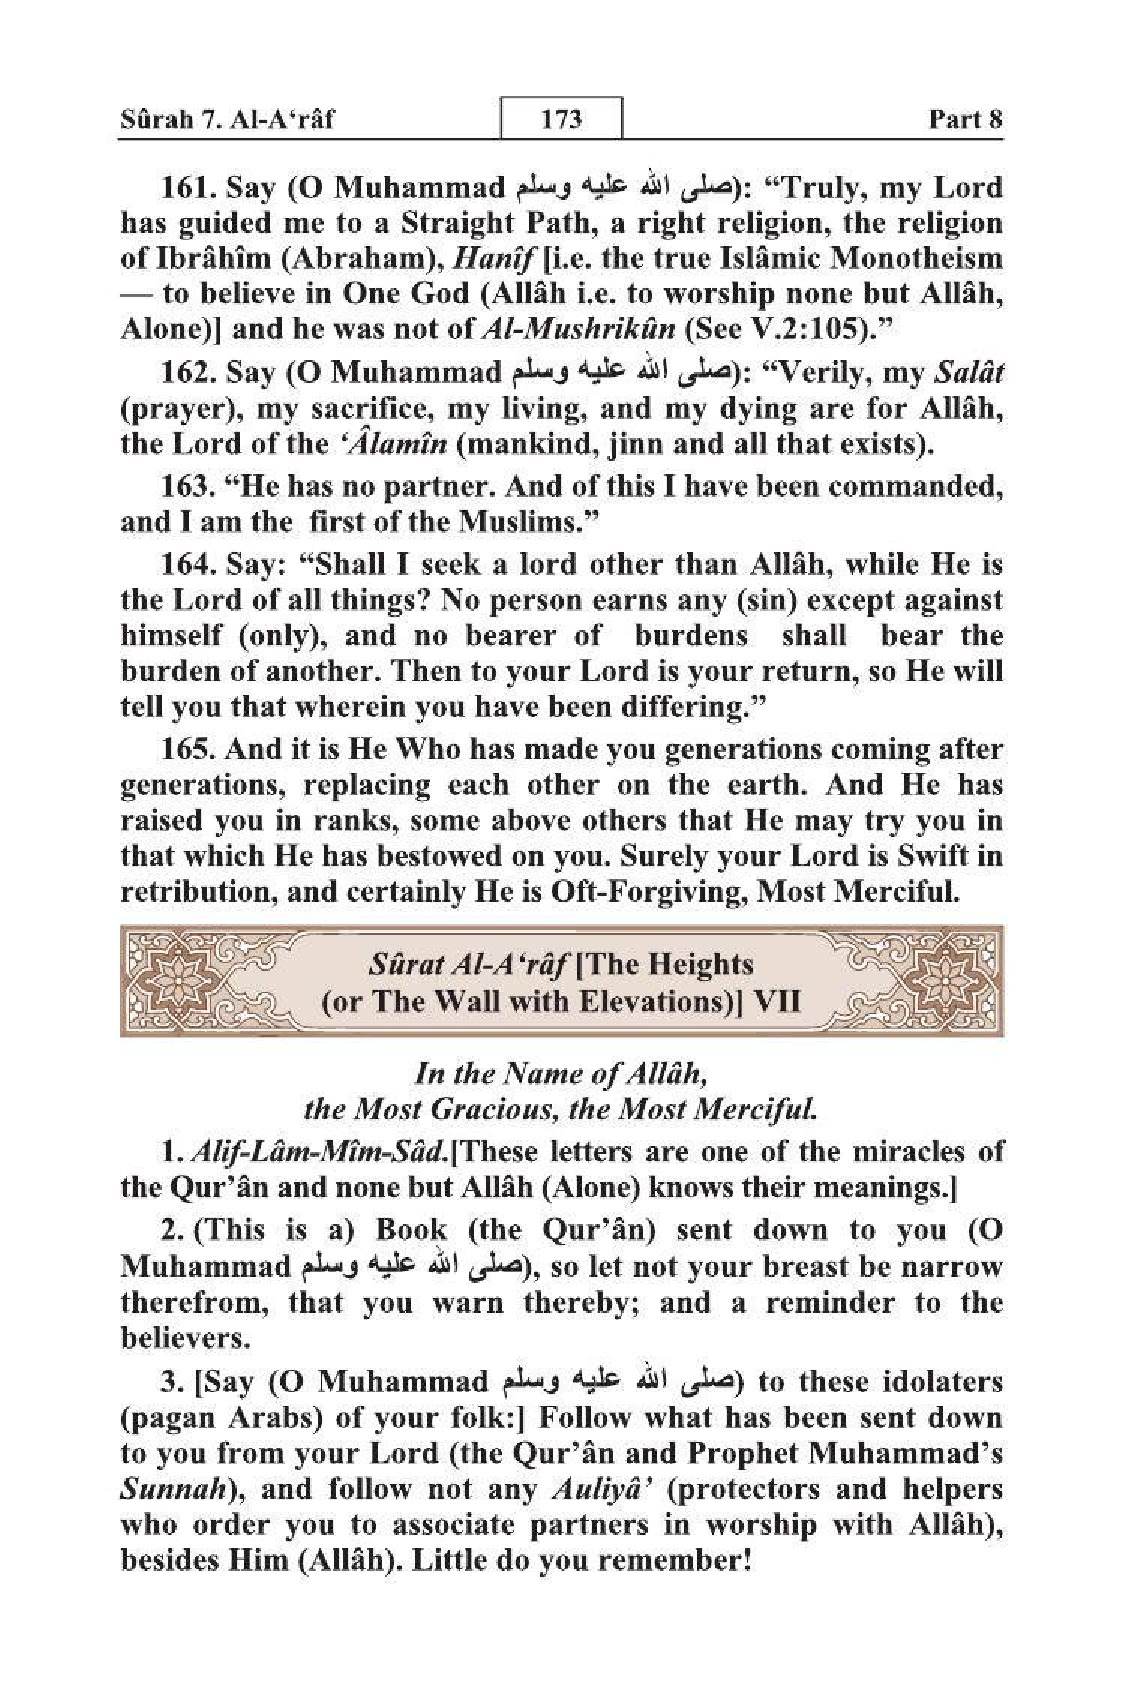 Sûrah 7. Al-A‘râf 173 Part 8
161. Say (O Muhammad صلى الله عليه وسلم): “Truly, my Lord
has guided me to a Straight Path, a right religion, the religion
of Ibrâhîm (Abraham), Hanîf [i.e. the true Islâmic Monotheism
— to believe in One God (Allâh i.e. to worship none but Allâh,
Alone)] and he was not of Al-Mushrikûn (See V.2:105).”
162. Say (O Muhammad صلى الله عليه وسلم): “Verily, my Salât
(prayer), my sacrifice, my living, and my dying are for Allâh,
the Lord of the ‘Âlamîn (mankind, jinn and all that exists).
163. “He has no partner. And of this I have been commanded,
and I am the first of the Muslims.”
164. Say: “Shall I seek a lord other than Allâh, while He is
the Lord of all things? No person earns any (sin) except against
himself (only), and no bearer of burdens shall bear the
burden of another. Then to your Lord is your return, so He will
tell you that wherein you have been differing.”
165. And it is He Who has made you generations coming after
generations, replacing each other on the earth. And He has
raised you in ranks, some above others that He may try you in
that which He has bestowed on you. Surely your Lord is Swift in
retribution, and certainly He is Oft-Forgiving, Most Merciful.
Sûrat Al-A‘râf [The Heights
(or The Wall with Elevations)] VII
In the Name of Allâh,
the Most Gracious, the Most Merciful.
1. Alif-Lâm-Mîm-Sâd.[These letters are one of the miracles of
the Qur’ân and none but Allâh (Alone) knows their meanings.]
2. (This is a) Book (the Qur’ân) sent down to you (O
Muhammad صلى الله عليه وسلم), so let not your breast be narrow
therefrom, that you warn thereby; and a reminder to the
believers.
3. [Say (O Muhammad صلى الله عليه وسلم) to these idolaters
(pagan Arabs) of your folk:] Follow what has been sent down
to you from your Lord (the Qur’ân and Prophet Muhammad’s
Sunnah), and follow not any Auliyâ’ (protectors and helpers
who order you to associate partners in worship with Allâh),
besides Him (Allâh). Little do you remember!